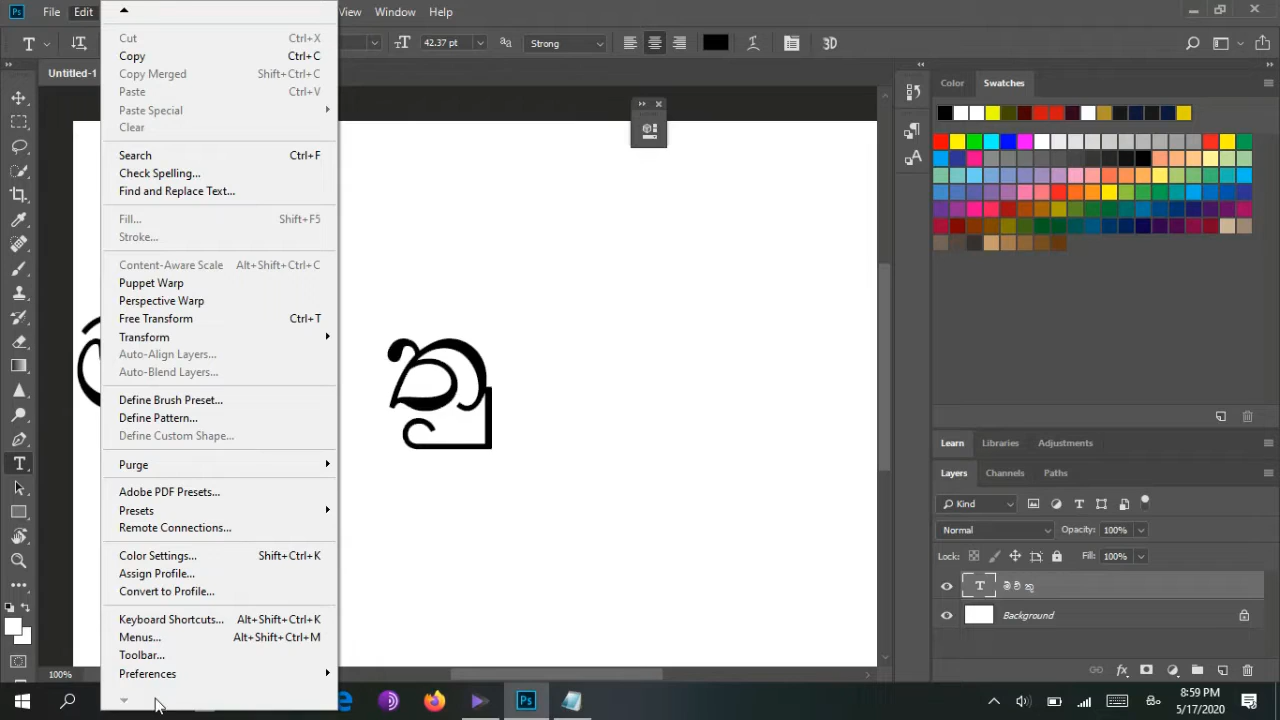 File Edit View Window Help
42.37 pt Strong 3D
Untitled-1
Cut Ctrl+X
Copy Ctrl+C
Copy Merged Shift+Ctrl+C
Paste Ctrl+V
Paste Special
Clear
Search Ctrl+F
Check Spelling...
Find and Replace Text...
Fill... Shift+F5
Stroke...
Content-Aware Scale Alt+Shift+Ctrl+C
Puppet Warp
Perspective Warp
Free Transform Ctrl+T
Transform
Auto-Align Layers...
Auto-Blend Layers...
Define Brush Preset...
Define Pattern...
Define Custom Shape...
Purge
Adobe PDF Presets...
Presets
Remote Connections...
Color Settings... Shift+Ctrl+K
Assign Profile...
Convert to Profile...
Keyboard Shortcuts... Alt+Shift+Ctrl+K
Menus... Alt+Shift+Ctrl+M
Toolbar...
Preferences
Color Swatches
Learn Libraries Adjustments
Layers Channels Paths
Kind
Normal Opacity: 100%
Lock: Fill: 100%
Background
100%
Ps
8:59 PM
5/17/2020